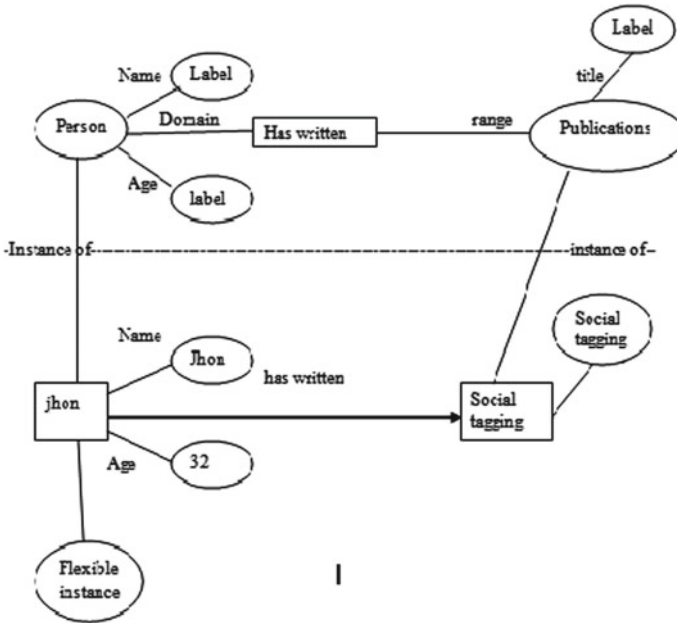 Label
title
Name
Label
Person
Domain
Has written
range
Publications
Age
label
-Instance of-
-instance of-
Name
Jhon
has written
Social
tagging
jhon
Social
tagging
Age
32
Flexible
instance
I